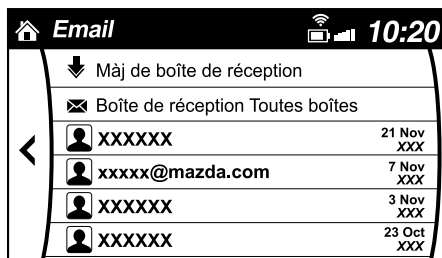 Email 10:20
Màj de boîte de réception
Boîte de réception Toutes boîtes
XXXXXX 21 Nov
XXX
xxxxx@mazda.com 7 Nov
XXX
XXXXXX 3 Nov
XXX
XXXXXX 23 Oct
XXX